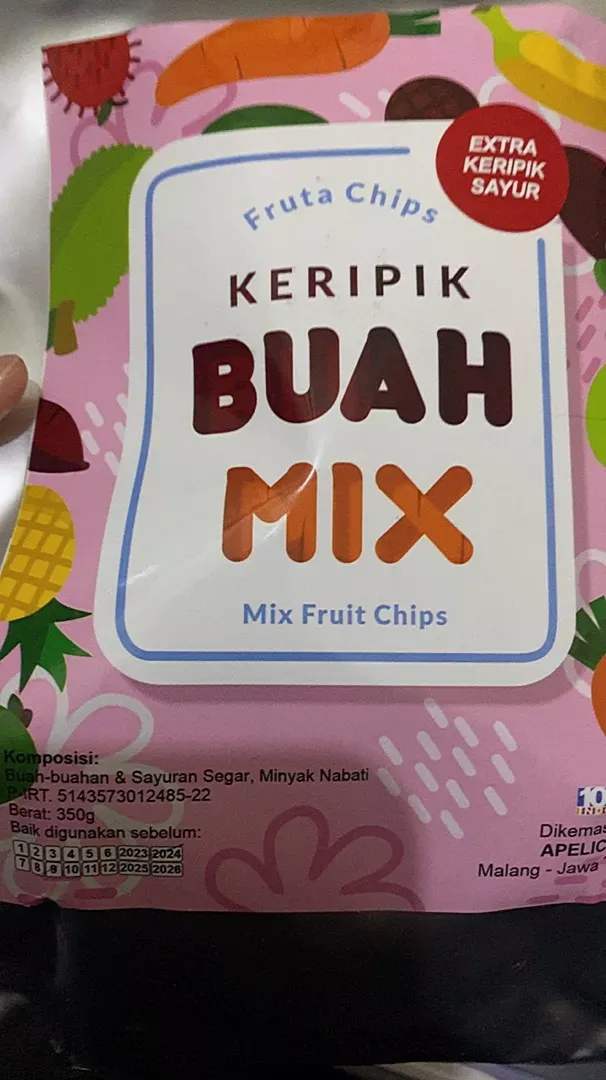 EXTRA
KERIPIK
SAYUR
Fruta Chips
KERIPIK
BUAH
MIX
Mix Fruit Chips
Komposisi:
Buah-buahan & Sayuran Segar, Minyak Nabati
P-IRT. 5143573012485-22
Berat: 350g
Baik digunakan sebelum:
1 2 3 4 5 6 2023 2024
7 8 9 10 11 12 2025 2026
Dikemas
APELIC
Malang - Jawa